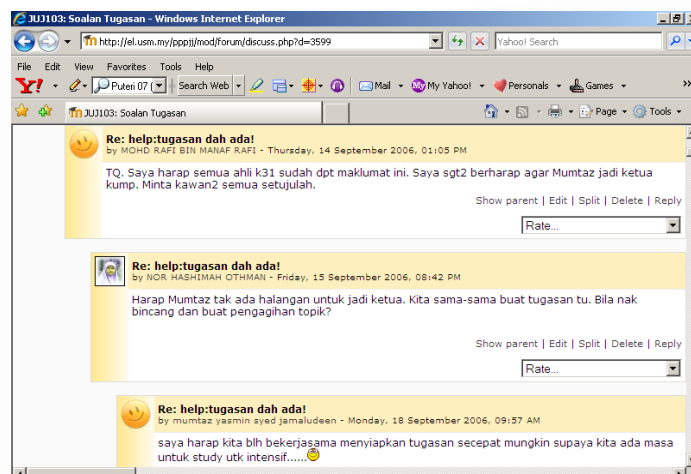 JUJ103: Soalan Tugasan - Windows Internet Explorer
http://el.usm.my/pppjj/mod/forum/discuss.php?d=3599
Yahoo! Search
File Edit View Favorites Tools Help
Y! Puteri 07 ( Search Web Mail My Yahoo! Personals Games »
JUJ103: Soalan Tugasan Page Tools
Re: help:tugasan dah ada!
by MOHD RAFI BIN MANAF RAFI - Thursday, 14 September 2006, 01:05 PM
TQ. Saya harap semua ahli k31 sudah dpt maklumat ini. Saya sgt2 berharap agar Mumtaz jadi ketua
kump. Minta kawan2 semua setujulah.
Show parent | Edit | Split | Delete | Reply
Rate...
Re: help:tugasan dah ada!
by NOR HASHIMAH OTHMAN - Friday, 15 September 2006, 08:42 PM
Harap Mumtaz tak ada halangan untuk jadi ketua. Kita sama-sama buat tugasan tu. Bila nak
bincang dan buat pengagihan topik?
Show parent | Edit | Split | Delete | Reply
Rate...
Re: help:tugasan dah ada!
by mumtaz yasmin syed jamaludeen - Monday, 18 September 2006, 09:57 AM
saya harap kita blh bekerjasama menyiapkan tugasan secepat mungkin supaya kita ada masa
untuk study utk intensif......